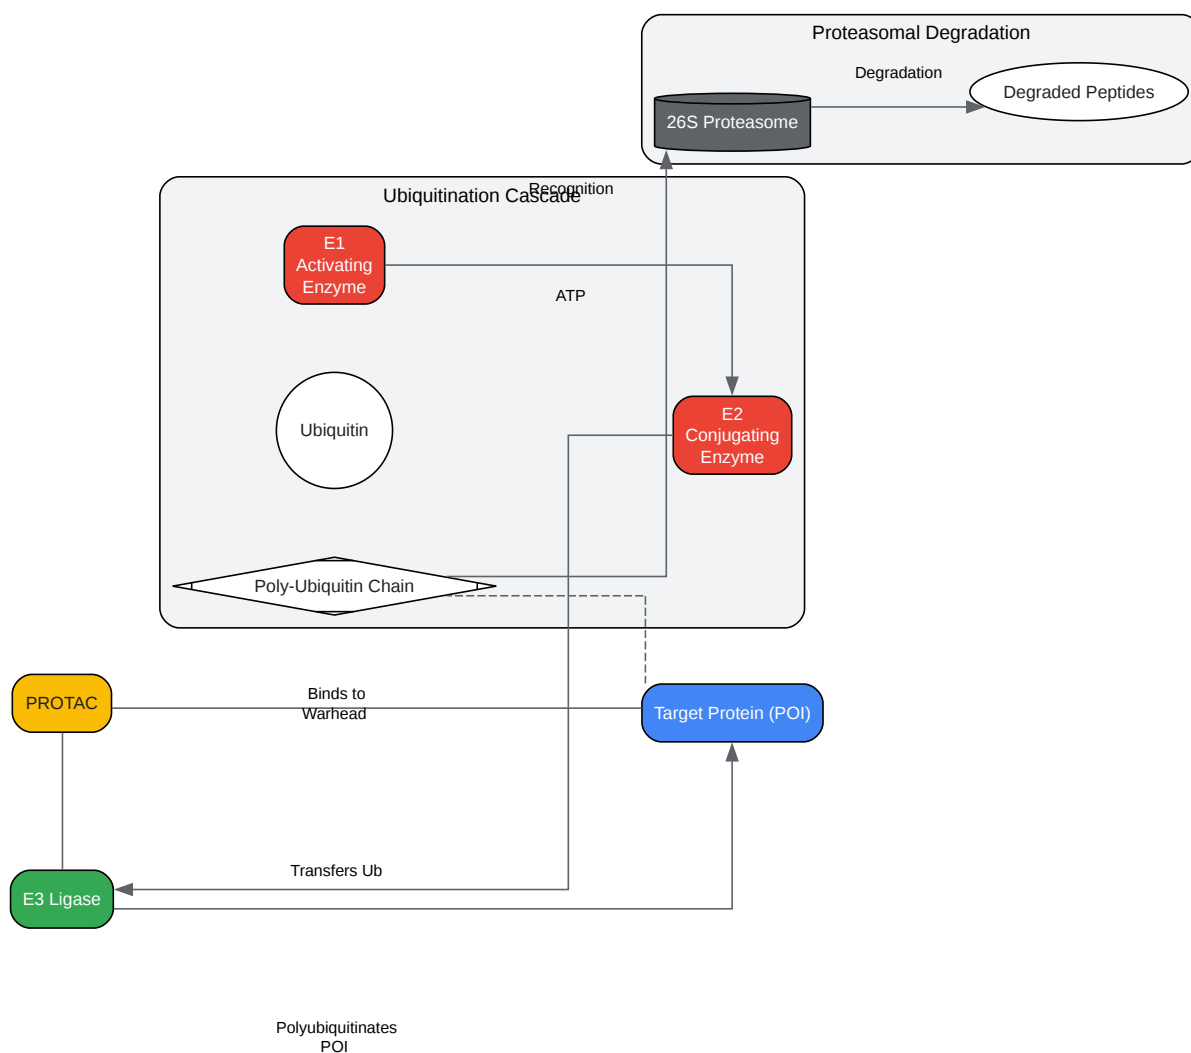 Proteasomal Degradation
Degradation
Degraded Peptides
26S Proteasome
Recognition
Ubiquitination Cascade
E1
Activating
Enzyme
ATP
Ubiquitin
E2
Conjugating
Enzyme
Poly-Ubiquitin Chain
PROTAC
Binds to
Warhead
Target Protein (POI)
Transfers Ub
E3 Ligase
Polyubiquitinates
POI